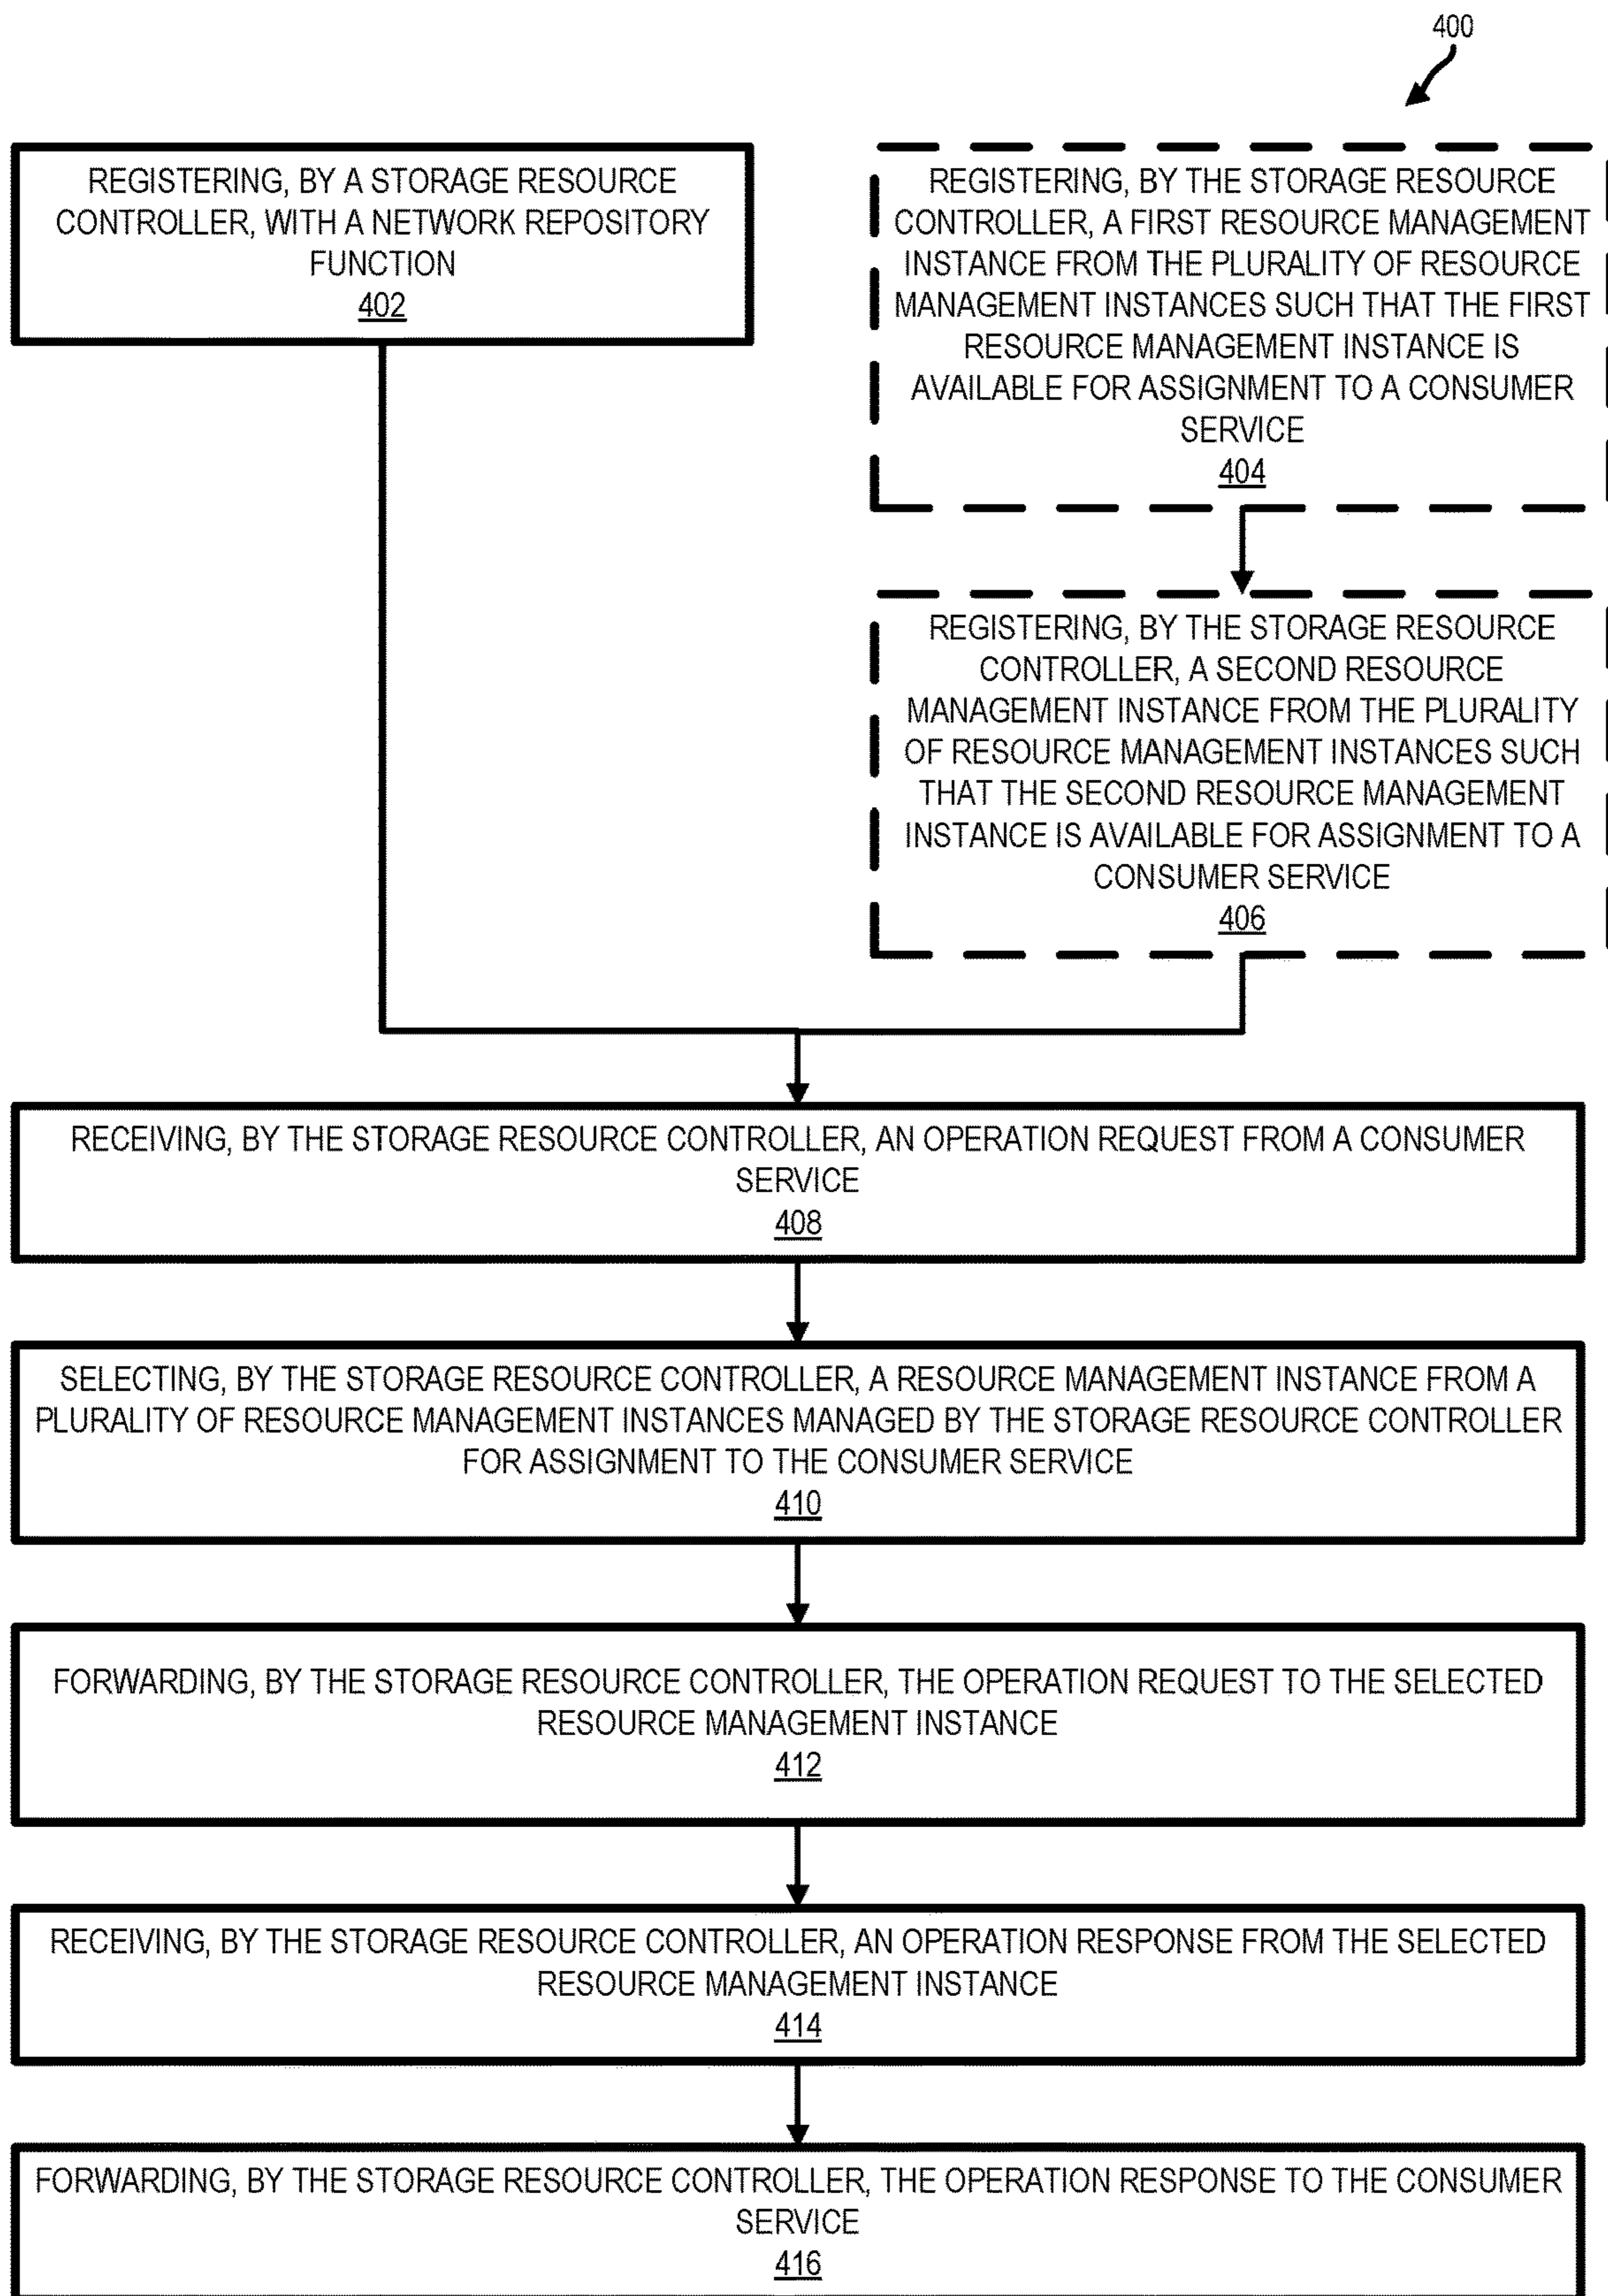 400
REGISTERING, BY A STORAGE RESOURCE
CONTROLLER, WITH A NETWORK REPOSITORY
FUNCTION
402
REGISTERING, BY THE STORAGE RESOURCE
CONTROLLER, A FIRST RESOURCE MANAGEMENT
INSTANCE FROM THE PLURALITY OF RESOURCE
MANAGEMENT INSTANCES SUCH THAT THE FIRST
RESOURCE MANAGEMENT INSTANCE IS
AVAILABLE FOR ASSIGNMENT TO A CONSUMER
SERVICE
404
REGISTERING, BY THE STORAGE RESOURCE
CONTROLLER, A SECOND RESOURCE
MANAGEMENT INSTANCE FROM THE PLURALITY
OF RESOURCE MANAGEMENT INSTANCES SUCH
THAT THE SECOND RESOURCE MANAGEMENT
INSTANCE IS AVAILABLE FOR ASSIGNMENT TO A
CONSUMER SERVICE
406
RECEIVING, BY THE STORAGE RESOURCE CONTROLLER, AN OPERATION REQUEST FROM A CONSUMER
SERVICE
408
SELECTING, BY THE STORAGE RESOURCE CONTROLLER, A RESOURCE MANAGEMENT INSTANCE FROM A
PLURALITY OF RESOURCE MANAGEMENT INSTANCES MANAGED BY THE STORAGE RESOURCE CONTROLLER
FOR ASSIGNMENT TO THE CONSUMER SERVICE
410
FORWARDING, BY THE STORAGE RESOURCE CONTROLLER, THE OPERATION REQUEST TO THE SELECTED
RESOURCE MANAGEMENT INSTANCE
412
RECEIVING, BY THE STORAGE RESOURCE CONTROLLER, AN OPERATION RESPONSE FROM THE SELECTED
RESOURCE MANAGEMENT INSTANCE
414
FORWARDING, BY THE STORAGE RESOURCE CONTROLLER, THE OPERATION RESPONSE TO THE CONSUMER
SERVICE
416